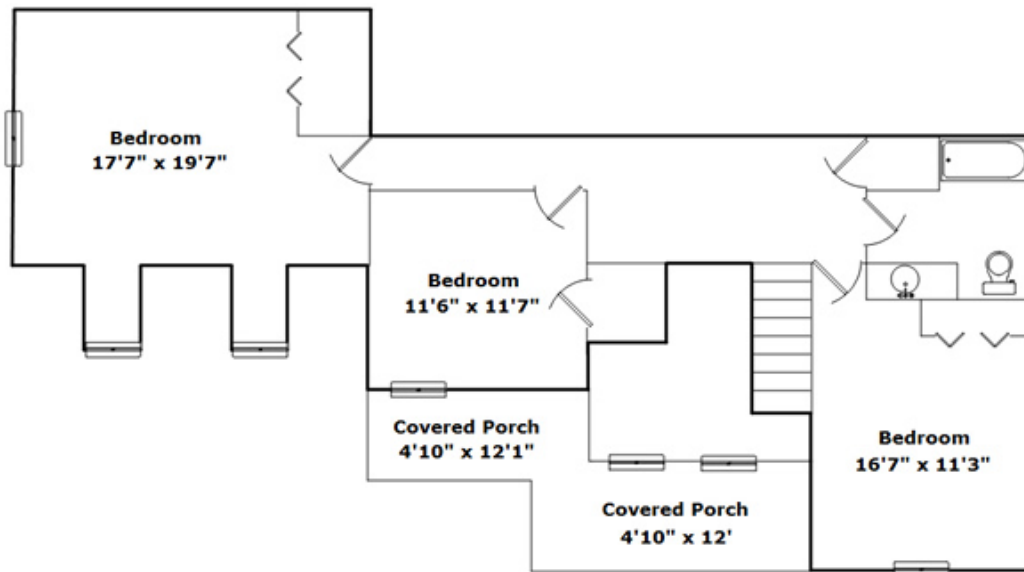 Bedroom
17'7" x 19'7"
Bedroom
11'6" x 11'7"
Covered Porch
4'10" x 12'1"
Bedroom
16'7" x 11'3"
Covered Porch
4'10" x 12'